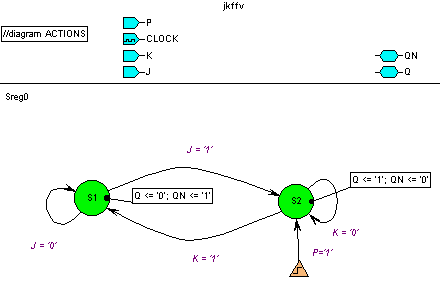 jkffv
P
//diagram ACTIONS
CLOCK
K
QN
J
Q
Sreg0
J = '1'
Q <= '1'; QN <= '0'
S1
Q <= '0'; QN <= '1'
S2
K = '0'
J = '0'
K = '1'
P='1'